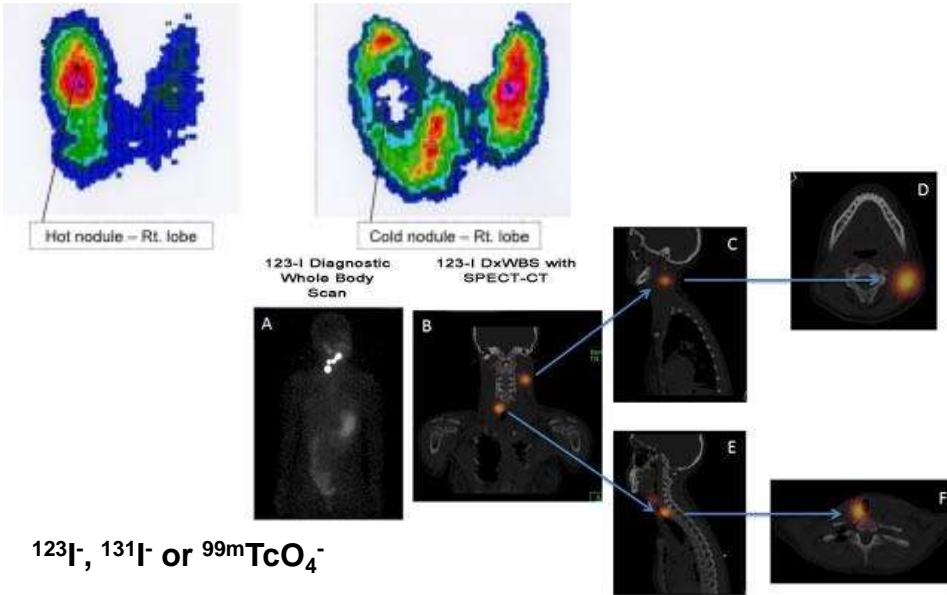 Hot nodule – Rt. lobe
Cold nodule – Rt. lobe
123-I Diagnostic
Whole Body
Scan
123-I DxWBS with
SPECT-CT
A
B
C
D
E
F
¹²³I⁻, ¹³¹I⁻ or ⁹⁹ᵐTcO₄⁻